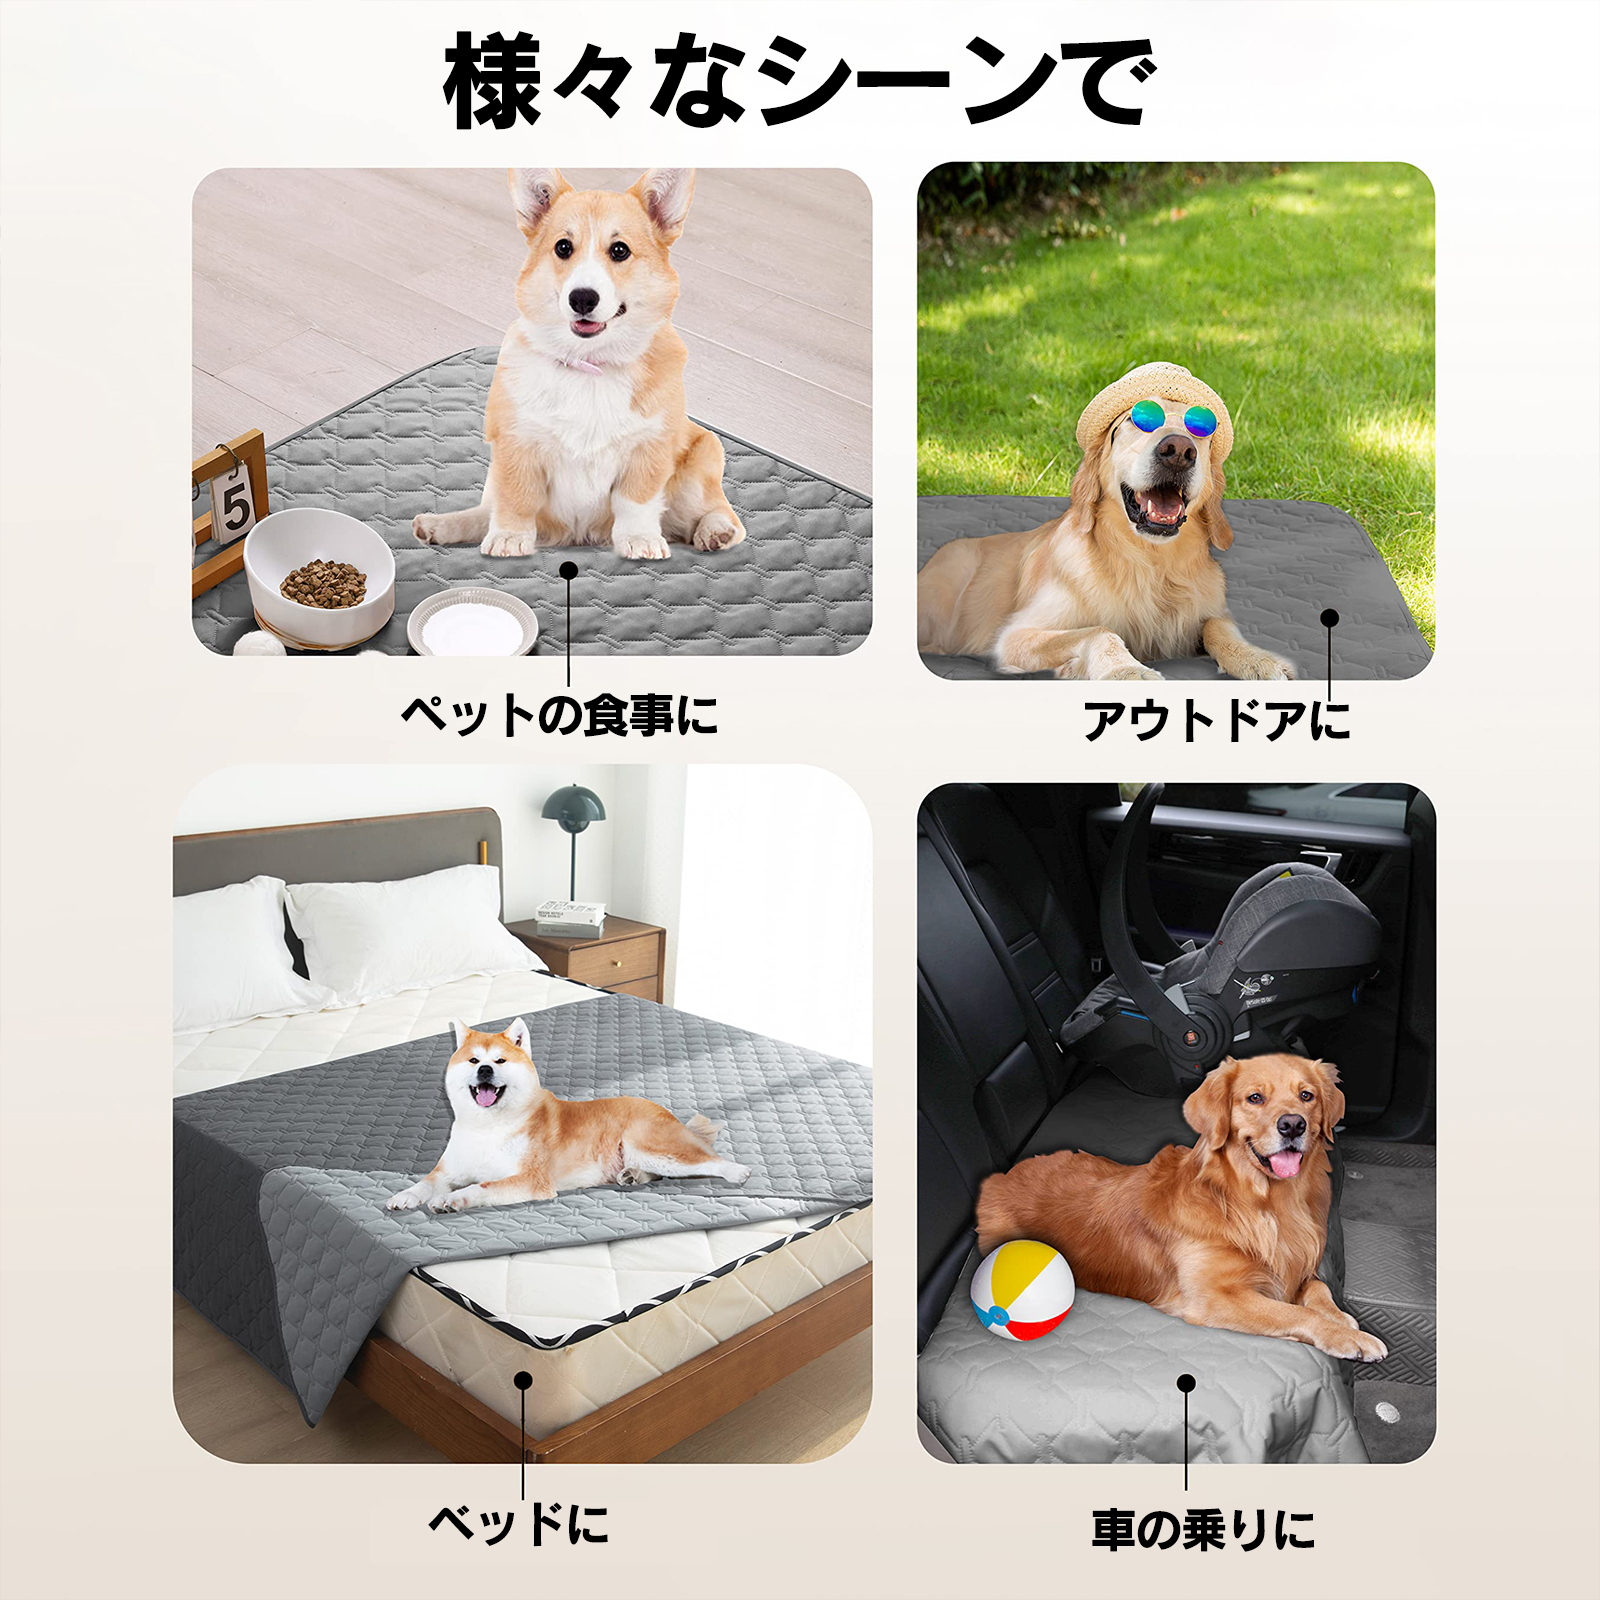 様々なシーンで
5
ペットの食事に
アウトドアに
ベッドに
車の乗りに